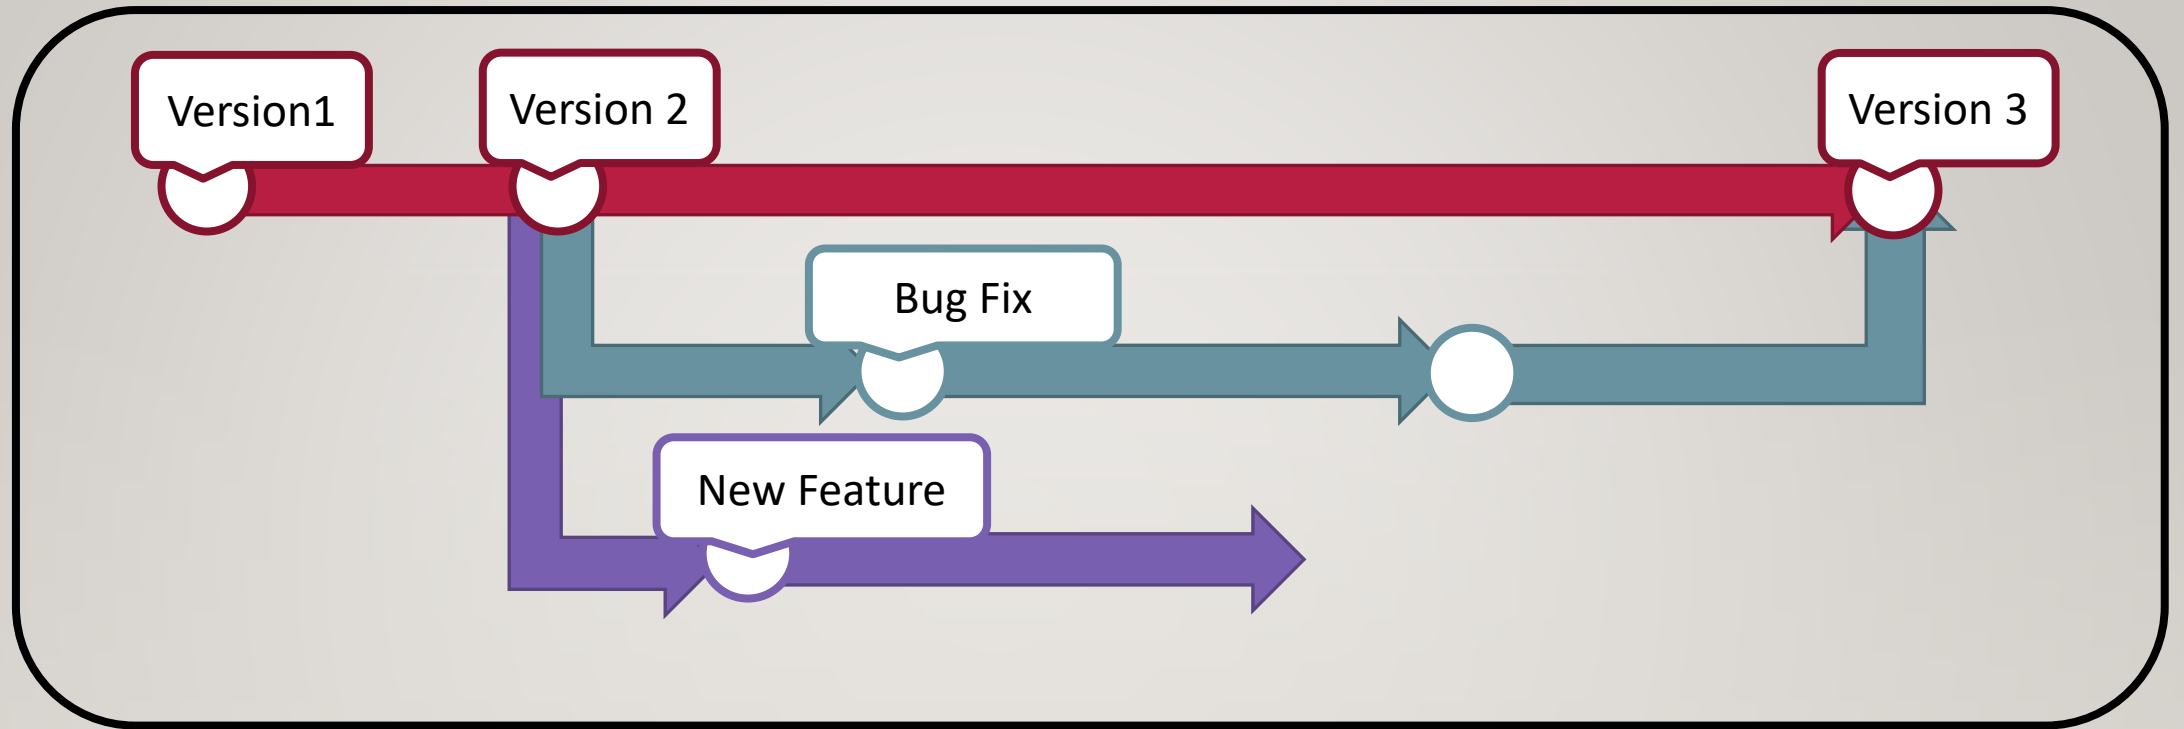 Version1
Version 2
Version 3
Bug Fix
New Feature